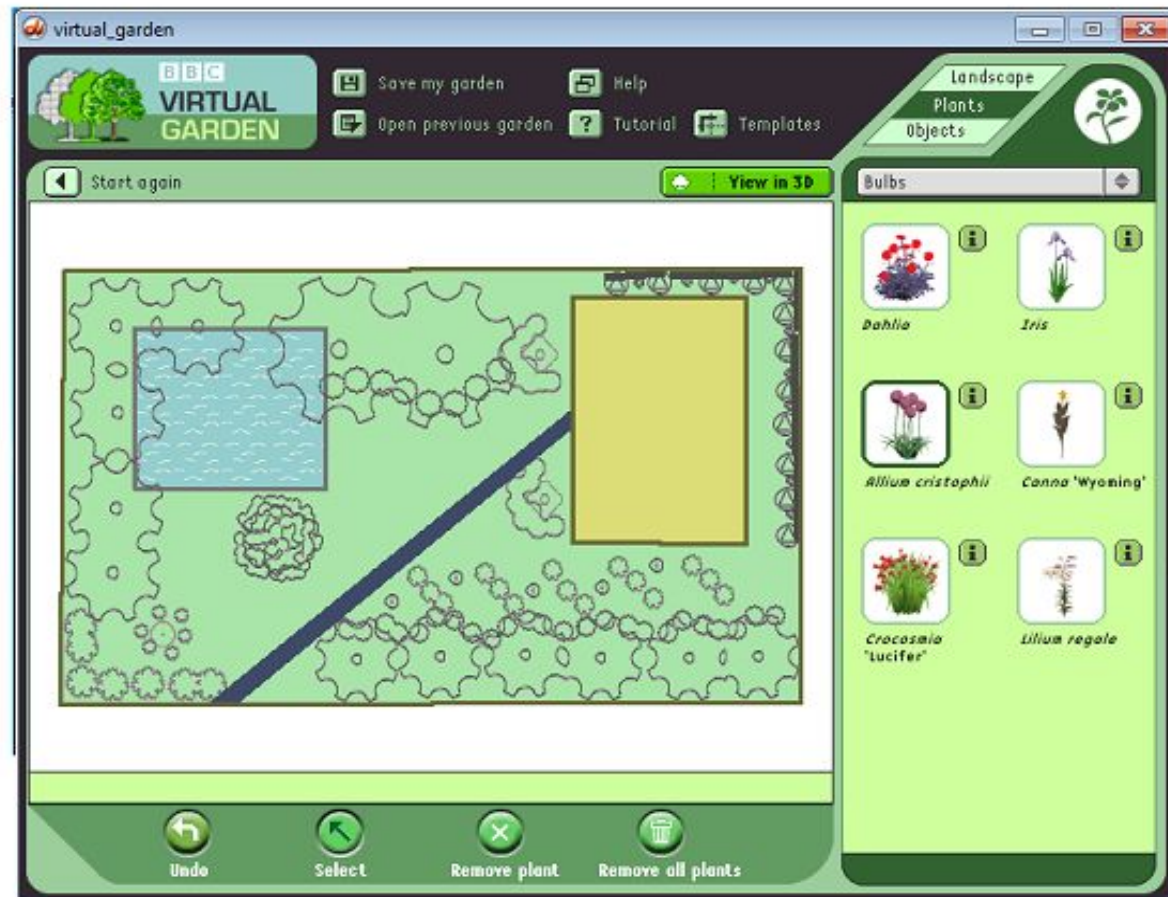 virtual_garden
BBC
VIRTUAL
GARDEN
Save my garden
Help
Open previous garden
? Tutorial
Templates
Landscape
Plants
Objects
Start again
View in 3D
Bulbs
i
i
Dahlia
Iris
i
i
Allium cristophii
Canna 'Wyoming'
i
i
Crocosmia
'Lucifer'
Lilium regale
Undo
Select
Remove plant
Remove all plants